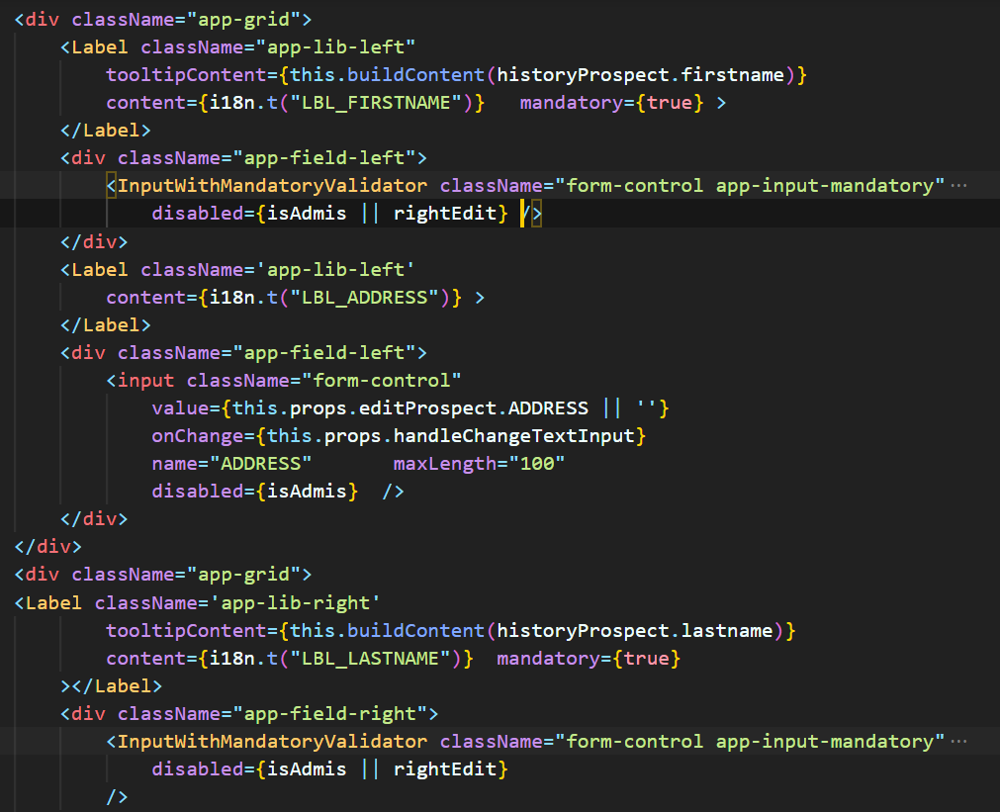 <div className="app-grid">
    <Label className="app-lib-left"
        tooltipContent={this.buildContent(historyProspect.firstname)}
        content={i18n.t("LBL_FIRSTNAME")}   mandatory={true} >
    </Label>
    <div className="app-field-left">
        <InputWithMandatoryValidator className="form-control app-input-mandatory"···
            disabled={isAdmis || rightEdit} />
    </div>
    <Label className='app-lib-left'
        content={i18n.t("LBL_ADDRESS")} >
    </Label>
    <div className="app-field-left">
        <input className="form-control"
            value={this.props.editProspect.ADDRESS || ''}
            onChange={this.props.handleChangeTextInput}
            name="ADDRESS"       maxLength="100"
            disabled={isAdmis}  />
    </div>
</div>
<div className="app-grid">
<Label className='app-lib-right'
        tooltipContent={this.buildContent(historyProspect.lastname)}
        content={i18n.t("LBL_LASTNAME")}  mandatory={true}
    ></Label>
    <div className="app-field-right">
        <InputWithMandatoryValidator className="form-control app-input-mandatory"···
            disabled={isAdmis || rightEdit}
        />